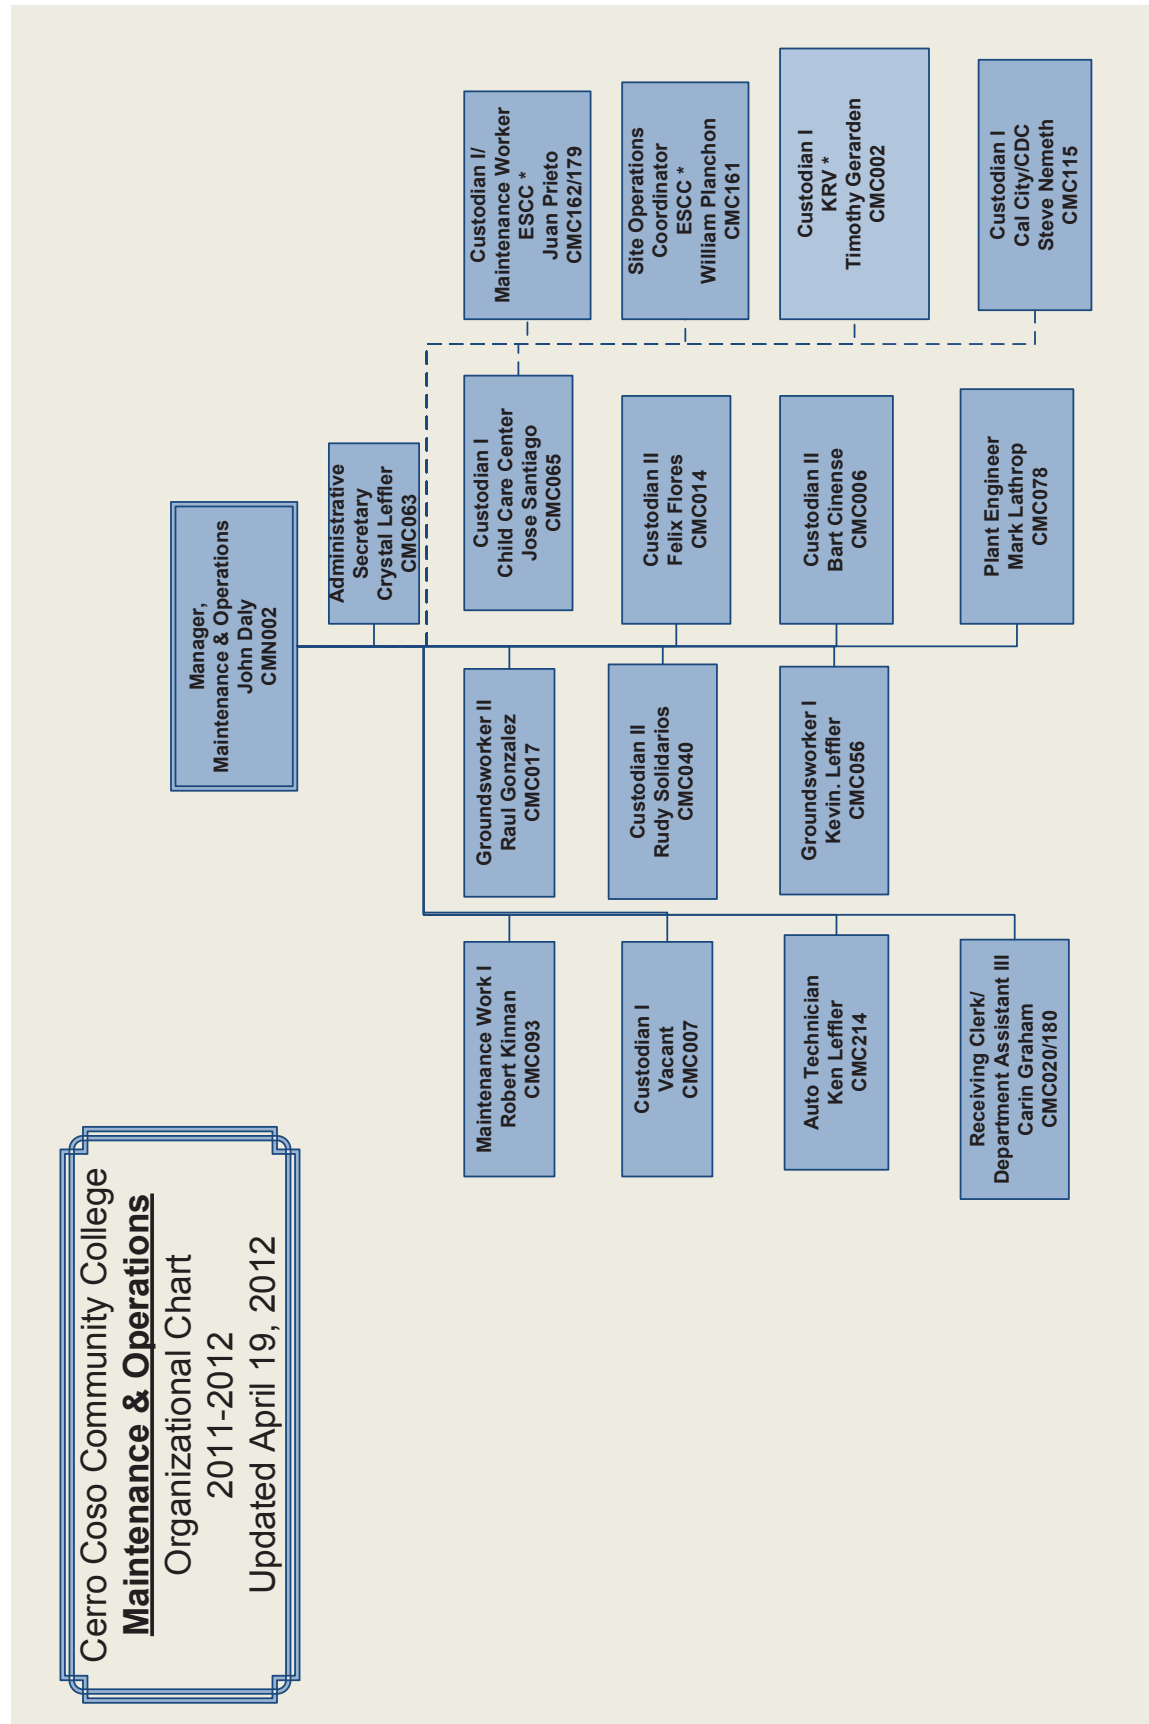 Cerro Coso Community College
Maintenance & Operations
Organizational Chart
2011-2012
Updated April 19, 2012
Manager,
Maintenance & Operations
John Daly
CMN002
Administrative
Secretary
Crystal Leffler
CMC063
Maintenance Work I
Robert Kinnan
CMC093
Groundsworker II
Raul Gonzalez
CMC017
Custodian I
Child Care Center
Jose Santiago
CMC065
Custodian I/
Maintenance Worker
ESCC *
Juan Prieto
CMC162/179
Custodian I
Vacant
CMC007
Custodian II
Rudy Solidarios
CMC040
Custodian II
Felix Flores
CMC014
Site Operations
Coordinator
ESCC *
William Planchon
CMC161
Auto Technician
Ken Leffler
CMC214
Groundsworker I
Kevin. Leffler
CMC056
Custodian II
Bart Cinense
CMC006
Custodian I
KRV *
Timothy Gerarden
CMC002
Receiving Clerk/
Department Assistant III
Carin Graham
CMC020/180
Plant Engineer
Mark Lathrop
CMC078
Custodian I
Cal City/CDC
Steve Nemeth
CMC115